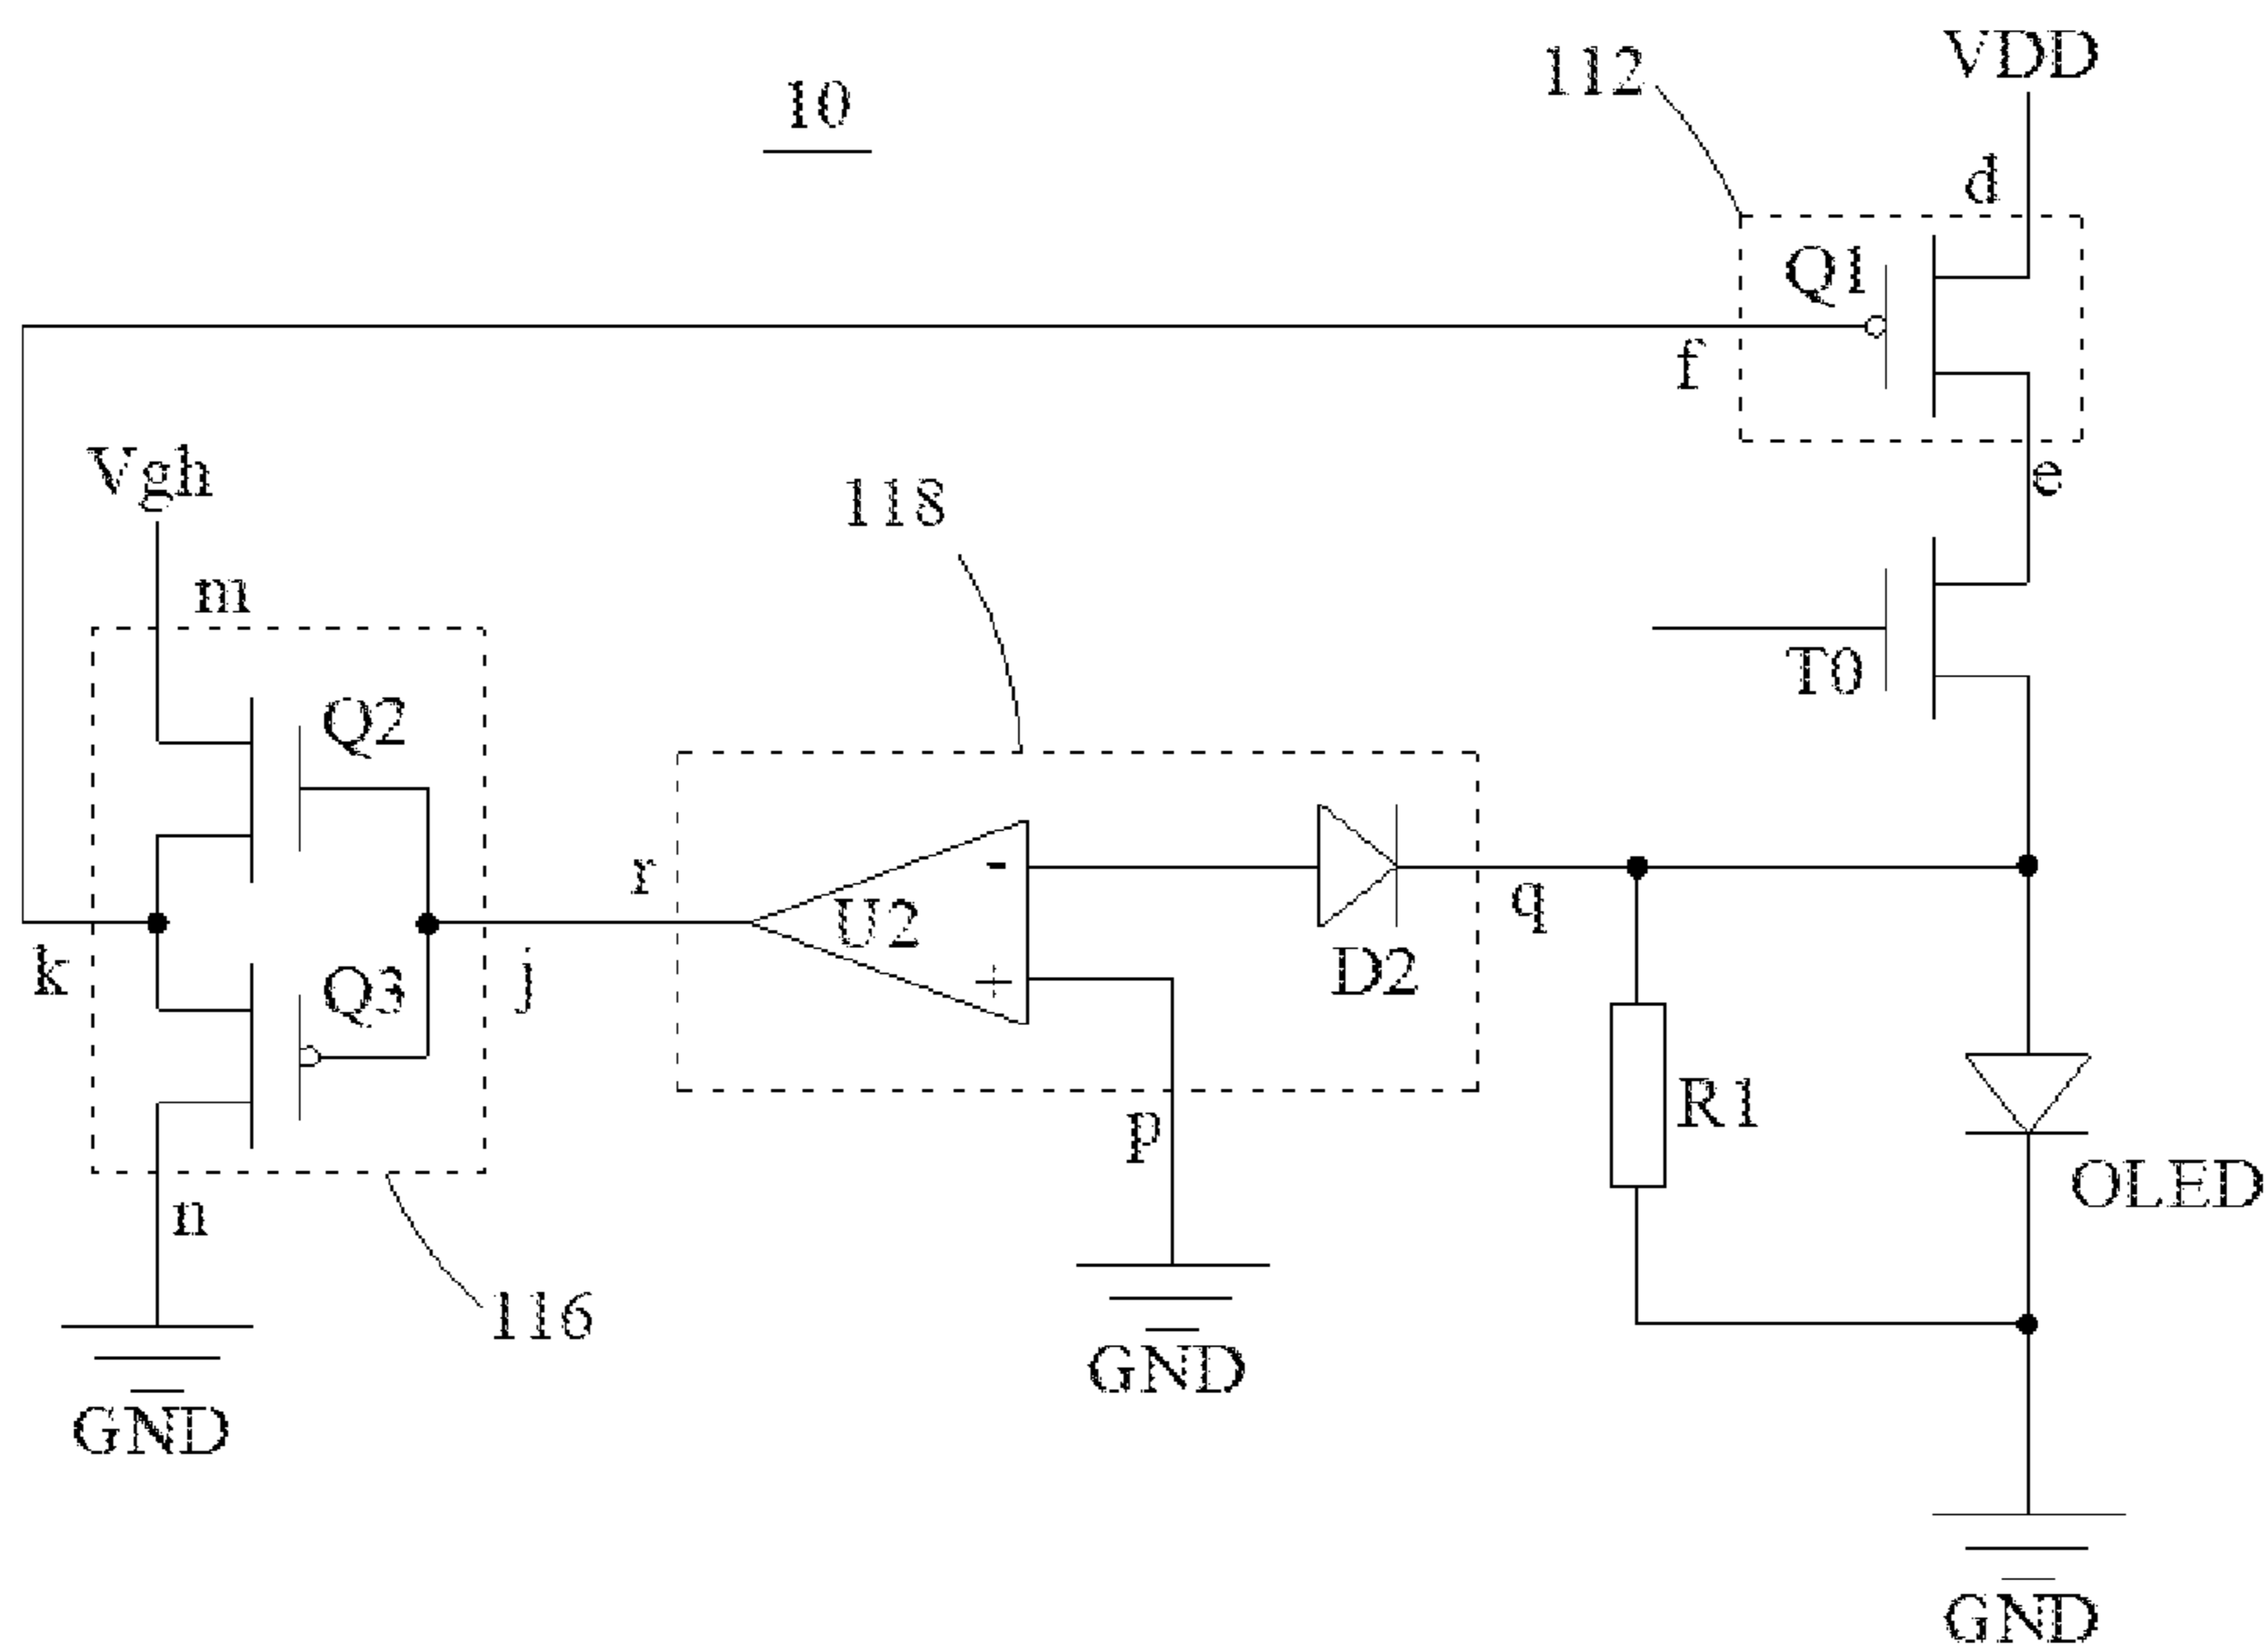 VDD
112
10
d
Q1
f
Vgh
e
118
m
T0
Q2
r
U2
-
q
k
Q3
j
+
D2
R1
p
OLED
n
116
GND
GND
GND